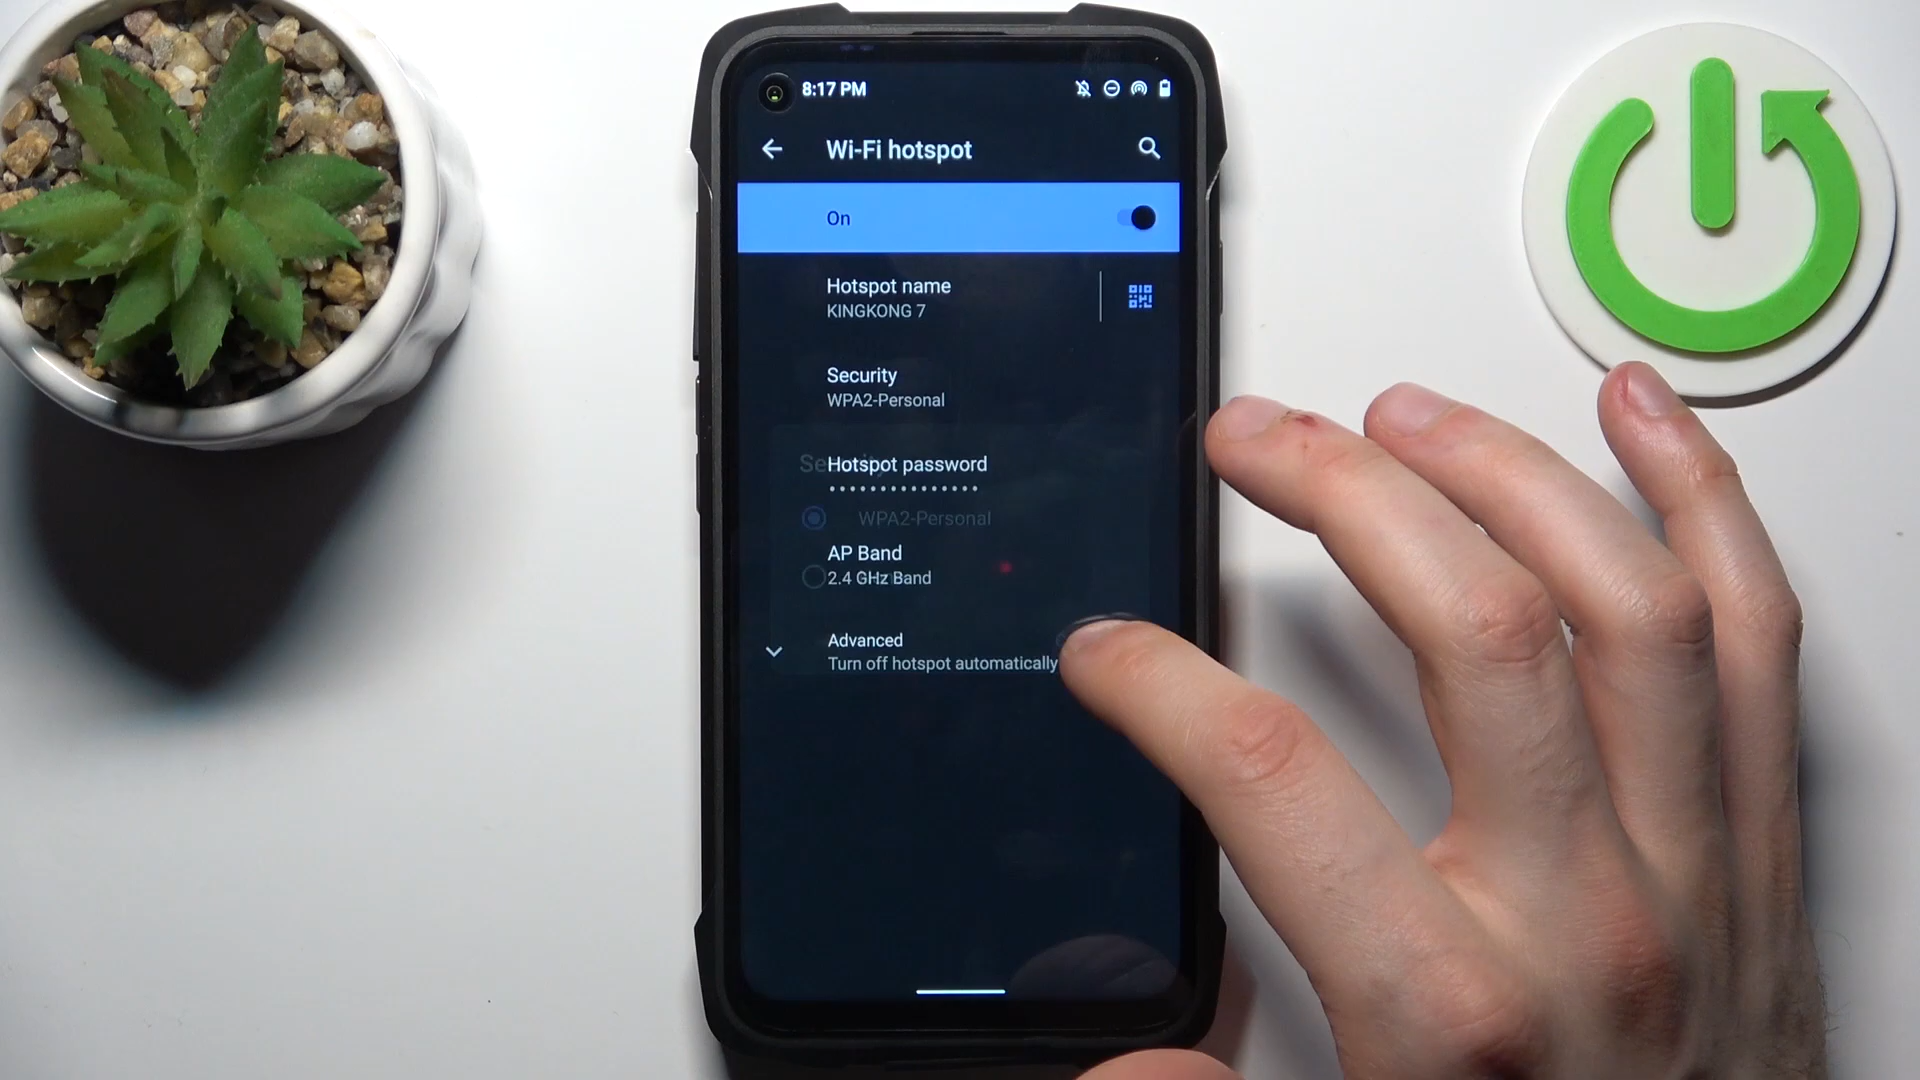 8:17 PM
Wi-Fi hotspot
On
Hotspot name
KINGKONG 7
Security
WPA2-Personal
Hotspot password
•••••••••••••••
WPA2-Personal
AP Band
2.4 GHz Band
Advanced
Turn off hotspot automatically